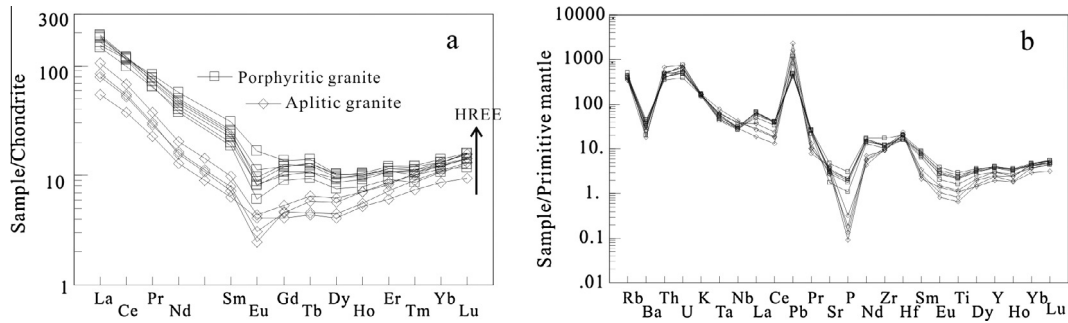 300
100
10
1
Sample/Chondrite
a
Porphyritic granite
Aplitic granite
HREE
La Pr Sm Gd Dy Er Yb
Ce Nd Eu Tb Ho Tm Lu
10000
1000
100
10.
1.
.1
.01
Sample/Primitive mantle
b
Rb Th K Nb Ce Pr P Zr Sm Ti Y Yb
Ba U Ta La Pb Sr Nd Hf Eu Dy Ho Lu